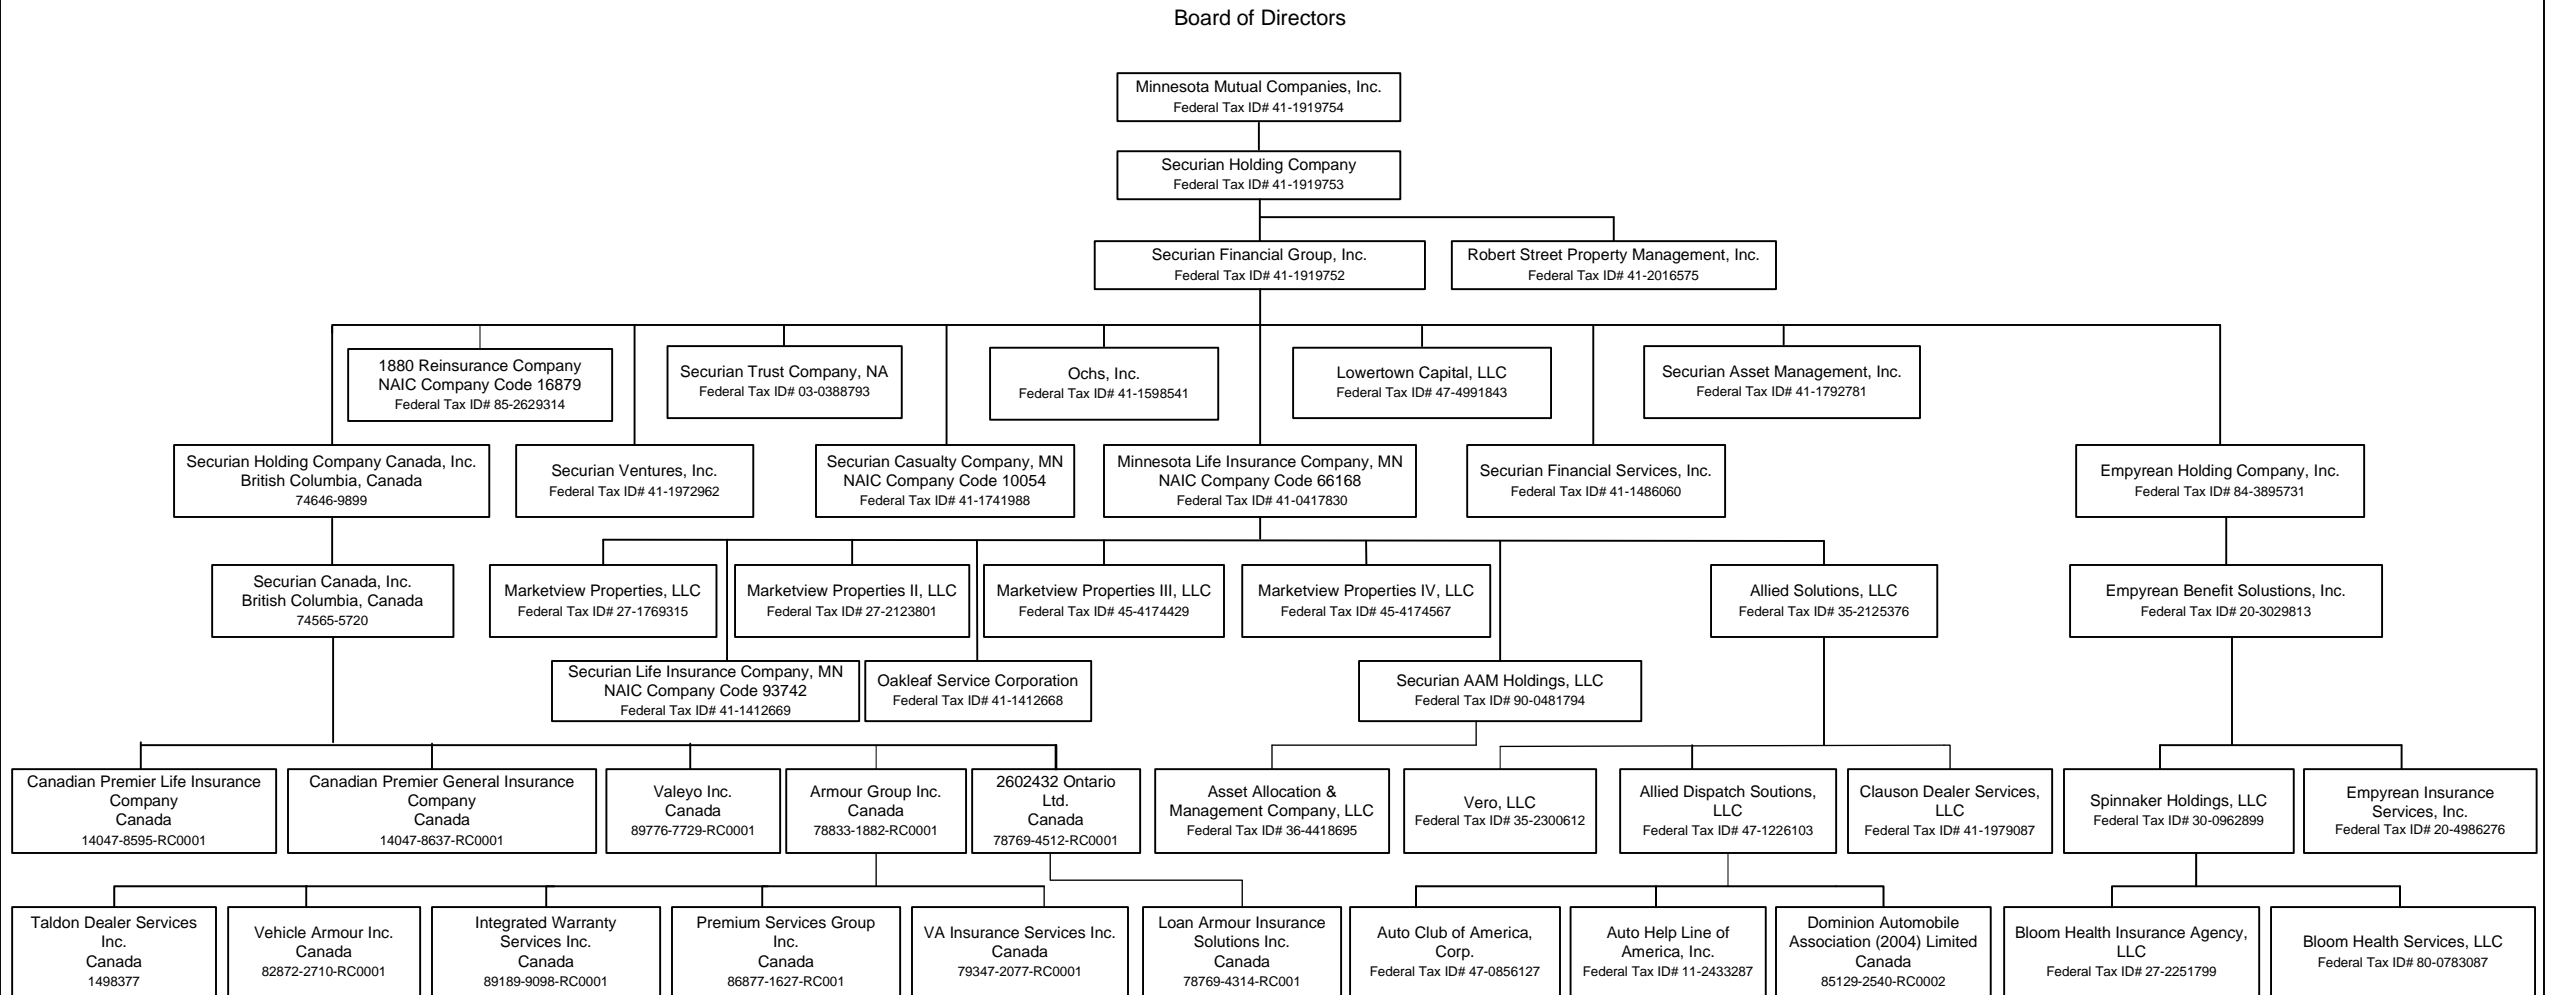 Board of Directors
Minnesota Mutual Companies, Inc.
Federal Tax ID# 41-1919754
Securian Holding Company
Federal Tax ID# 41-1919753
Securian Financial Group, Inc.
Federal Tax ID# 41-1919752
Robert Street Property Management, Inc.
Federal Tax ID# 41-2016575
1880 Reinsurance Company
NAIC Company Code 16879
Federal Tax ID# 85-2629314
Securian Trust Company, NA
Federal Tax ID# 03-0388793
Ochs, Inc.
Federal Tax ID# 41-1598541
Lowertown Capital, LLC
Federal Tax ID# 47-4991843
Securian Asset Management, Inc.
Federal Tax ID# 41-1792781
Securian Holding Company Canada, Inc.
British Columbia, Canada
74646-9899
Securian Ventures, Inc.
Federal Tax ID# 41-1972962
Securian Casualty Company, MN
NAIC Company Code 10054
Federal Tax ID# 41-1741988
Minnesota Life Insurance Company, MN
NAIC Company Code 66168
Federal Tax ID# 41-0417830
Securian Financial Services, Inc.
Federal Tax ID# 41-1486060
Empyrean Holding Company, Inc.
Federal Tax ID# 84-3895731
Securian Canada, Inc.
British Columbia, Canada
74565-5720
Marketview Properties, LLC
Federal Tax ID# 27-1769315
Marketview Properties II, LLC
Federal Tax ID# 27-2123801
Marketview Properties III, LLC
Federal Tax ID# 45-4174429
Marketview Properties IV, LLC
Federal Tax ID# 45-4174567
Allied Solutions, LLC
Federal Tax ID# 35-2125376
Empyrean Benefit Solustions, Inc.
Federal Tax ID# 20-3029813
Securian Life Insurance Company, MN
NAIC Company Code 93742
Federal Tax ID# 41-1412669
Oakleaf Service Corporation
Federal Tax ID# 41-1412668
Securian AAM Holdings, LLC
Federal Tax ID# 90-0481794
Canadian Premier Life Insurance
Company
Canada
14047-8595-RC0001
Canadian Premier General Insurance
Company
Canada
14047-8637-RC0001
Valeyo Inc.
Canada
89776-7729-RC0001
Armour Group Inc.
Canada
78833-1882-RC0001
2602432 Ontario
Ltd.
Canada
78769-4512-RC0001
Asset Allocation &
Management Company, LLC
Federal Tax ID# 36-4418695
Vero, LLC
Federal Tax ID# 35-2300612
Allied Dispatch Soutions,
LLC
Federal Tax ID# 47-1226103
Clauson Dealer Services,
LLC
Federal Tax ID# 41-1979087
Spinnaker Holdings, LLC
Federal Tax ID# 30-0962899
Empyrean Insurance
Services, Inc.
Federal Tax ID# 20-4986276
Taldon Dealer Services
Inc.
Canada
1498377
Vehicle Armour Inc.
Canada
82872-2710-RC0001
Integrated Warranty
Services Inc.
Canada
89189-9098-RC0001
Premium Services Group
Inc.
Canada
86877-1627-RC001
VA Insurance Services Inc.
Canada
79347-2077-RC0001
Loan Armour Insurance
Solutions Inc.
Canada
78769-4314-RC001
Auto Club of America,
Corp.
Federal Tax ID# 47-0856127
Auto Help Line of
America, Inc.
Federal Tax ID# 11-2433287
Dominion Automobile
Association (2004) Limited
Canada
85129-2540-RC0002
Bloom Health Insurance Agency,
LLC
Federal Tax ID# 27-2251799
Bloom Health Services, LLC
Federal Tax ID# 80-0783087